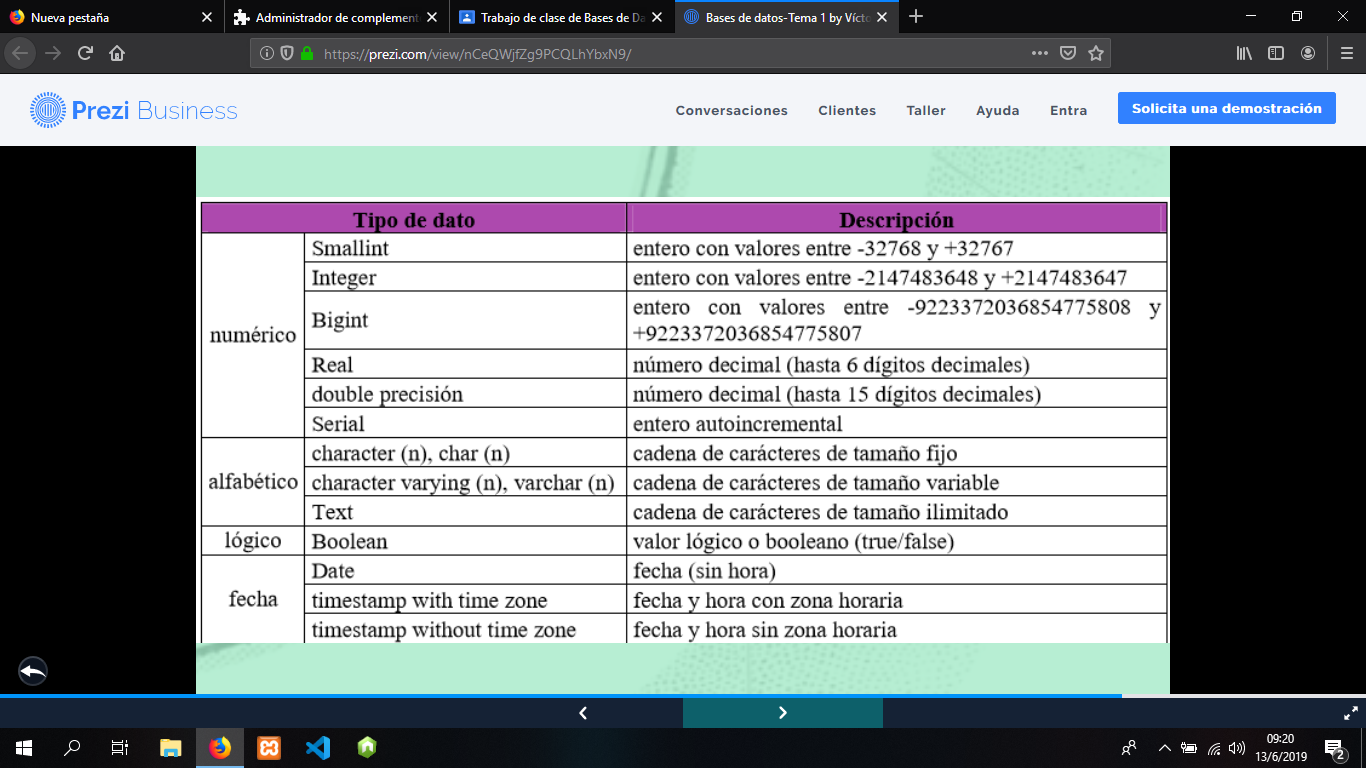 Nueva pestaña
Administrador de complement
Trabajo de clase de Bases de Da
Bases de datos-Tema 1 by Vícto
https://prezi.com/view/nCeQWjfZg9PCQLhYbxN9/
Prezi Business
Conversaciones Clientes Taller Ayuda Entra Solicita una demostración
Tipo de dato Descripción
numérico
Smallint entero con valores entre -32768 y +32767
Integer entero con valores entre -2147483648 y +2147483647
Bigint entero con valores entre -9223372036854775808 y
+9223372036854775807
Real número decimal (hasta 6 dígitos decimales)
double precisión número decimal (hasta 15 dígitos decimales)
Serial entero autoincremental
alfabético
character (n), char (n) cadena de carácteres de tamaño fijo
character varying (n), varchar (n) cadena de carácteres de tamaño variable
Text cadena de carácteres de tamaño ilimitado
lógico Boolean valor lógico o booleano (true/false)
fecha
Date fecha (sin hora)
timestamp with time zone fecha y hora con zona horaria
timestamp without time zone fecha y hora sin zona horaria
09:20
13/6/2019
2